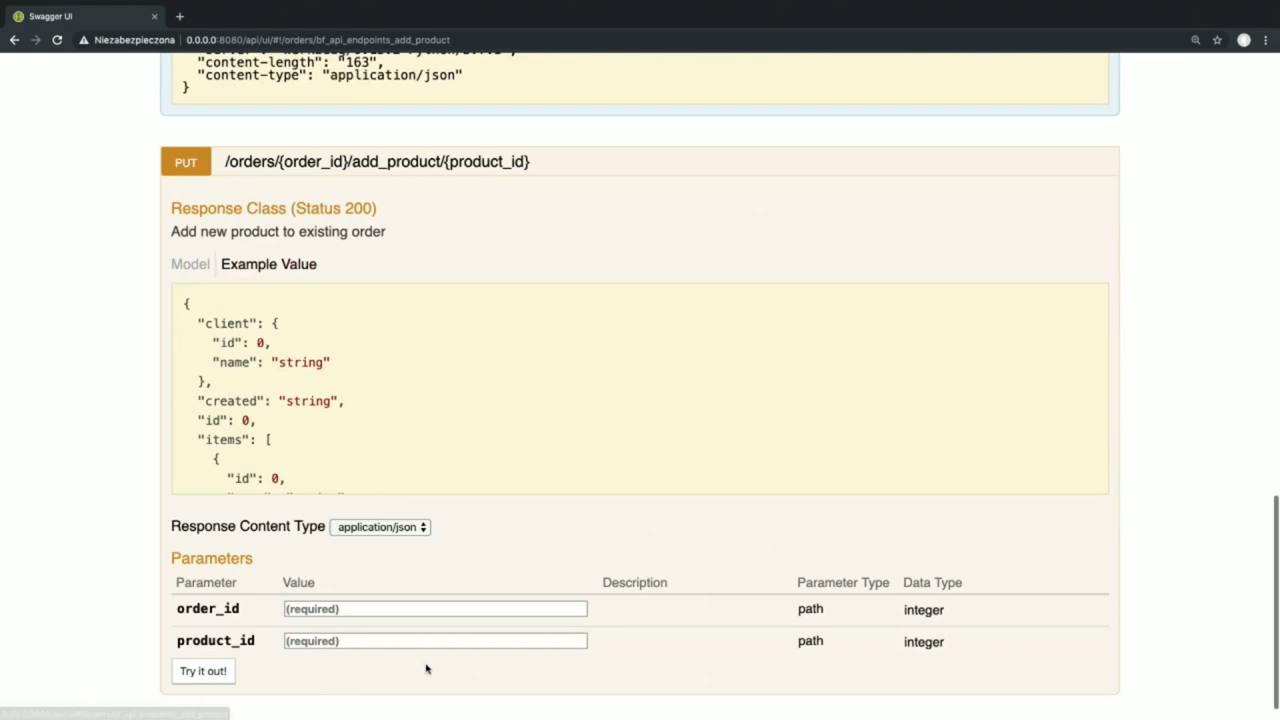 Swagger UI
Niezabezpieczona 0.0.0.0:8080/api/ui/#!/orders/bf_api_endpoints_add_product
"content-length": "163",
"content-type": "application/json"
}
PUT /orders/{order_id}/add_product/{product_id}
Response Class (Status 200)
Add new product to existing order
Model Example Value
{
"client": {
"id": 0,
"name": "string"
},
"created": "string",
"id": 0,
"items": [
{
"id": 0,
Response Content Type application/json
Parameters
Parameter Value Description Parameter Type Data Type
order_id (required) path integer
product_id (required) path integer
Try it out!